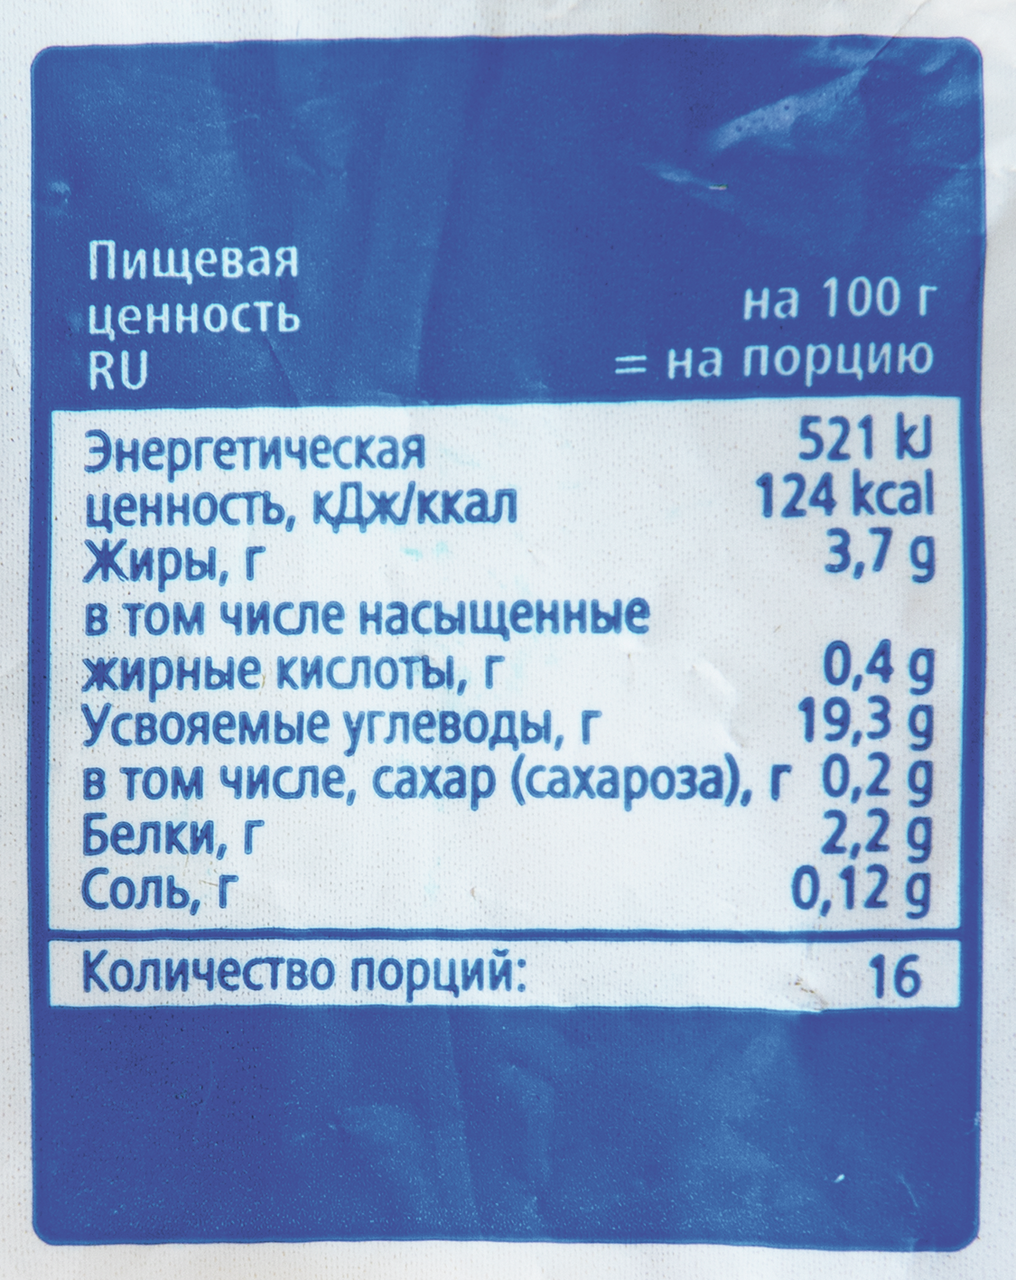 Пищевая
ценность
RU
на 100 г
= на порцию
Энергетическая 521 kJ
ценность, кДж/ккал 124 kcal
Жиры, г 3,7 g
в том числе насыщенные
жирные кислоты, г 0,4 g
Усвояемые углеводы, г 19,3 g
в том числе, сахар (сахароза), г 0,2 g
Белки, г 2,2 g
Соль, г 0,12 g
Количество порций: 16